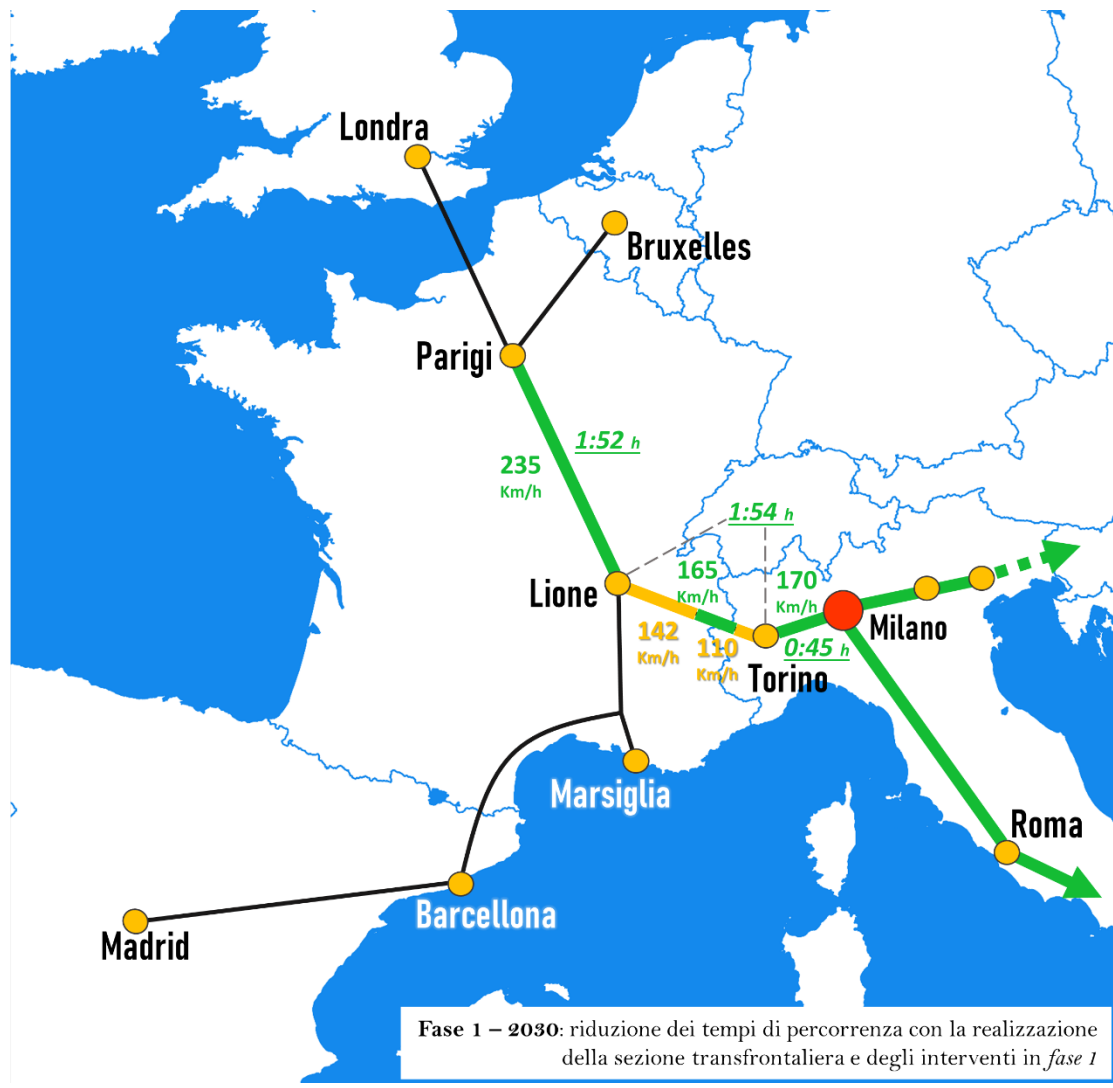 Londra
Bruxelles
Parigi
1:52 h
235
Km/h
1:54 h
165
Km/h
170
Km/h
Lione
142
Km/h
110
Km/h
Milano
0:45 h
Torino
Marsiglia
Roma
Barcellona
Madrid
Fase 1 – 2030: riduzione dei tempi di percorrenza con la realizzazione
della sezione transfrontaliera e degli interventi in fase 1